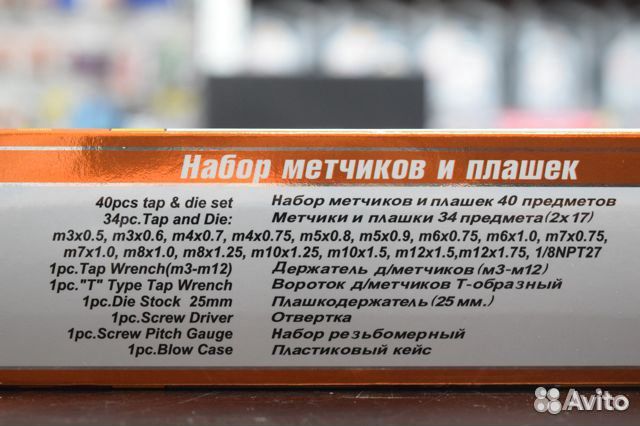 Набор метчиков и плашек
40pcs tap & die set Набор метчиков и плашек 40 предметов
34pc.Tap and Die: Метчики и плашки 34 предмета(2х17)
m3x0.5, m3x0.6, m4x0.7, m4x0.75, m5x0.8, m5x0.9, m6x0.75, m6x1.0, m7x0.75,
m7x1.0, m8x1.0, m8x1.25, m10x1.25, m10x1.5, m12x1.5,m12x1.75, 1/8NPT27
1pc.Tap Wrench(m3-m12) Держатель д/метчиков (м3-м12)
1pc."T" Type Tap Wrench Вороток д/метчиков Т-образный
1pc.Die Stock 25mm Плашкодержатель(25 мм.)
1pc.Screw Driver Отвертка
1pc.Screw Pitch Gauge Набор резьбомерный
1pc.Blow Case Пластиковый кейс
Avito